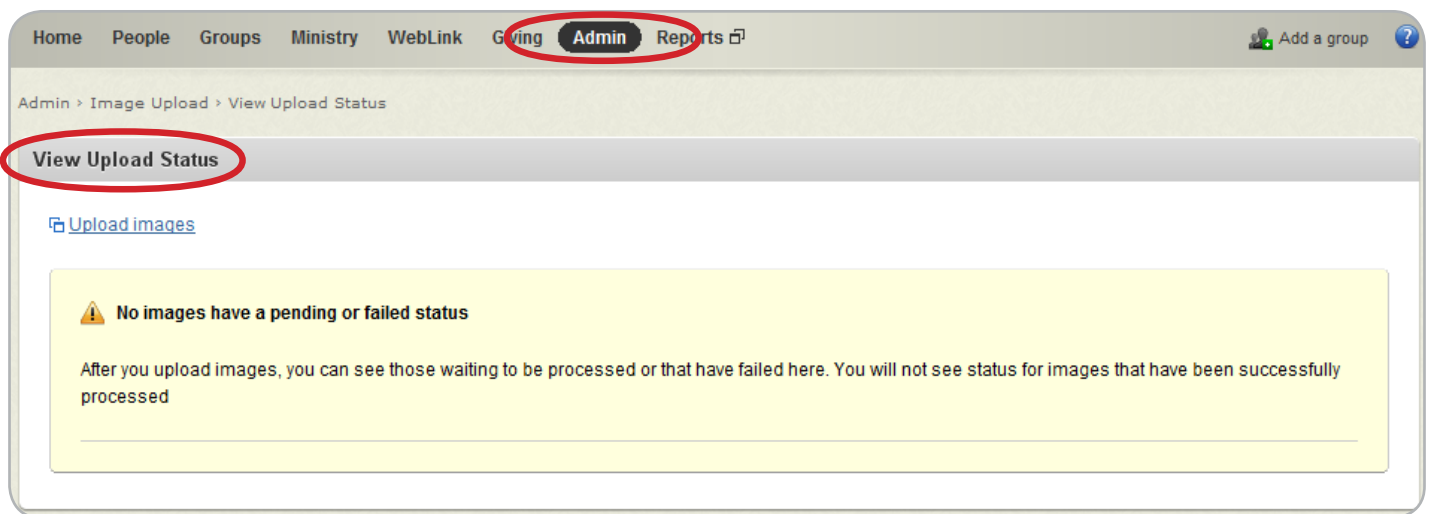 Home People Groups Ministry WebLink Giving Admin Reports Add a group ?
Admin › Image Upload › View Upload Status
View Upload Status
Upload images
No images have a pending or failed status
After you upload images, you can see those waiting to be processed or that have failed here. You will not see status for images that have been successfully
processed